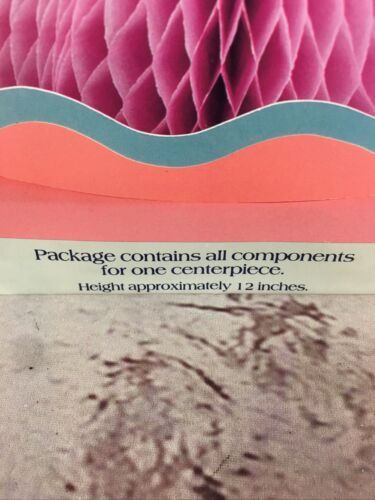 Package contains all components
for one centerpiece.
Height approximately 12 inches.